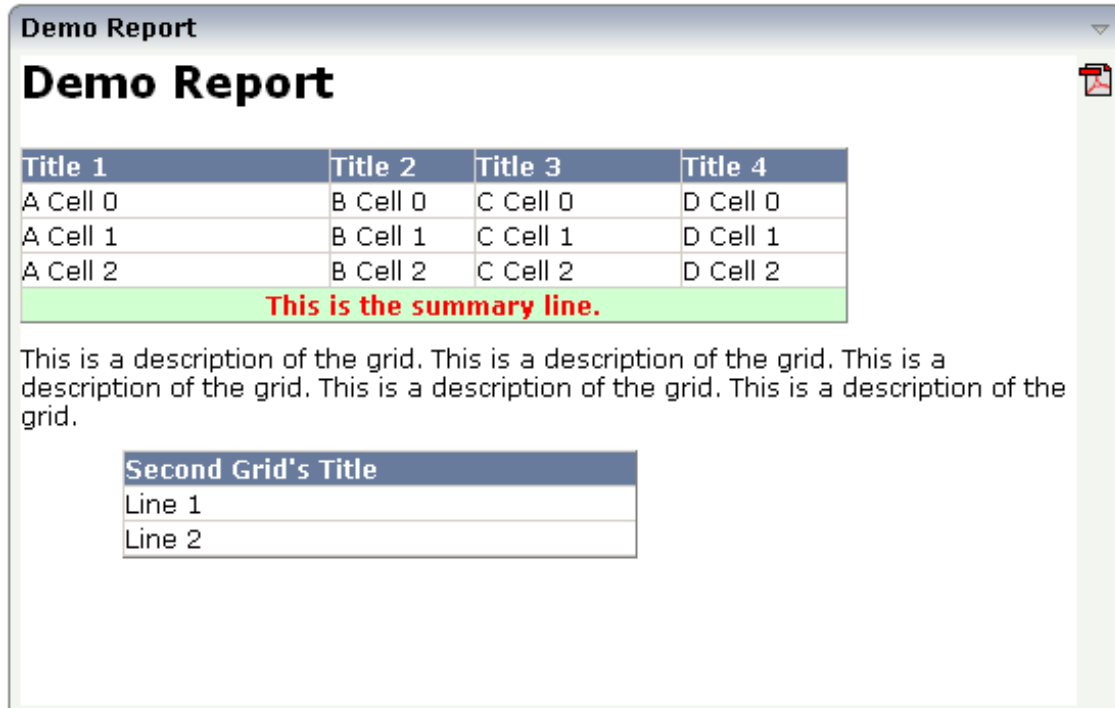 Demo Report
Demo Report
Title 1 Title 2 Title 3 Title 4
A Cell 0 B Cell 0 C Cell 0 D Cell 0
A Cell 1 B Cell 1 C Cell 1 D Cell 1
A Cell 2 B Cell 2 C Cell 2 D Cell 2
This is the summary line.
This is a description of the grid. This is a description of the grid. This is a
description of the grid. This is a description of the grid. This is a description of the
grid.
Second Grid's Title
Line 1
Line 2